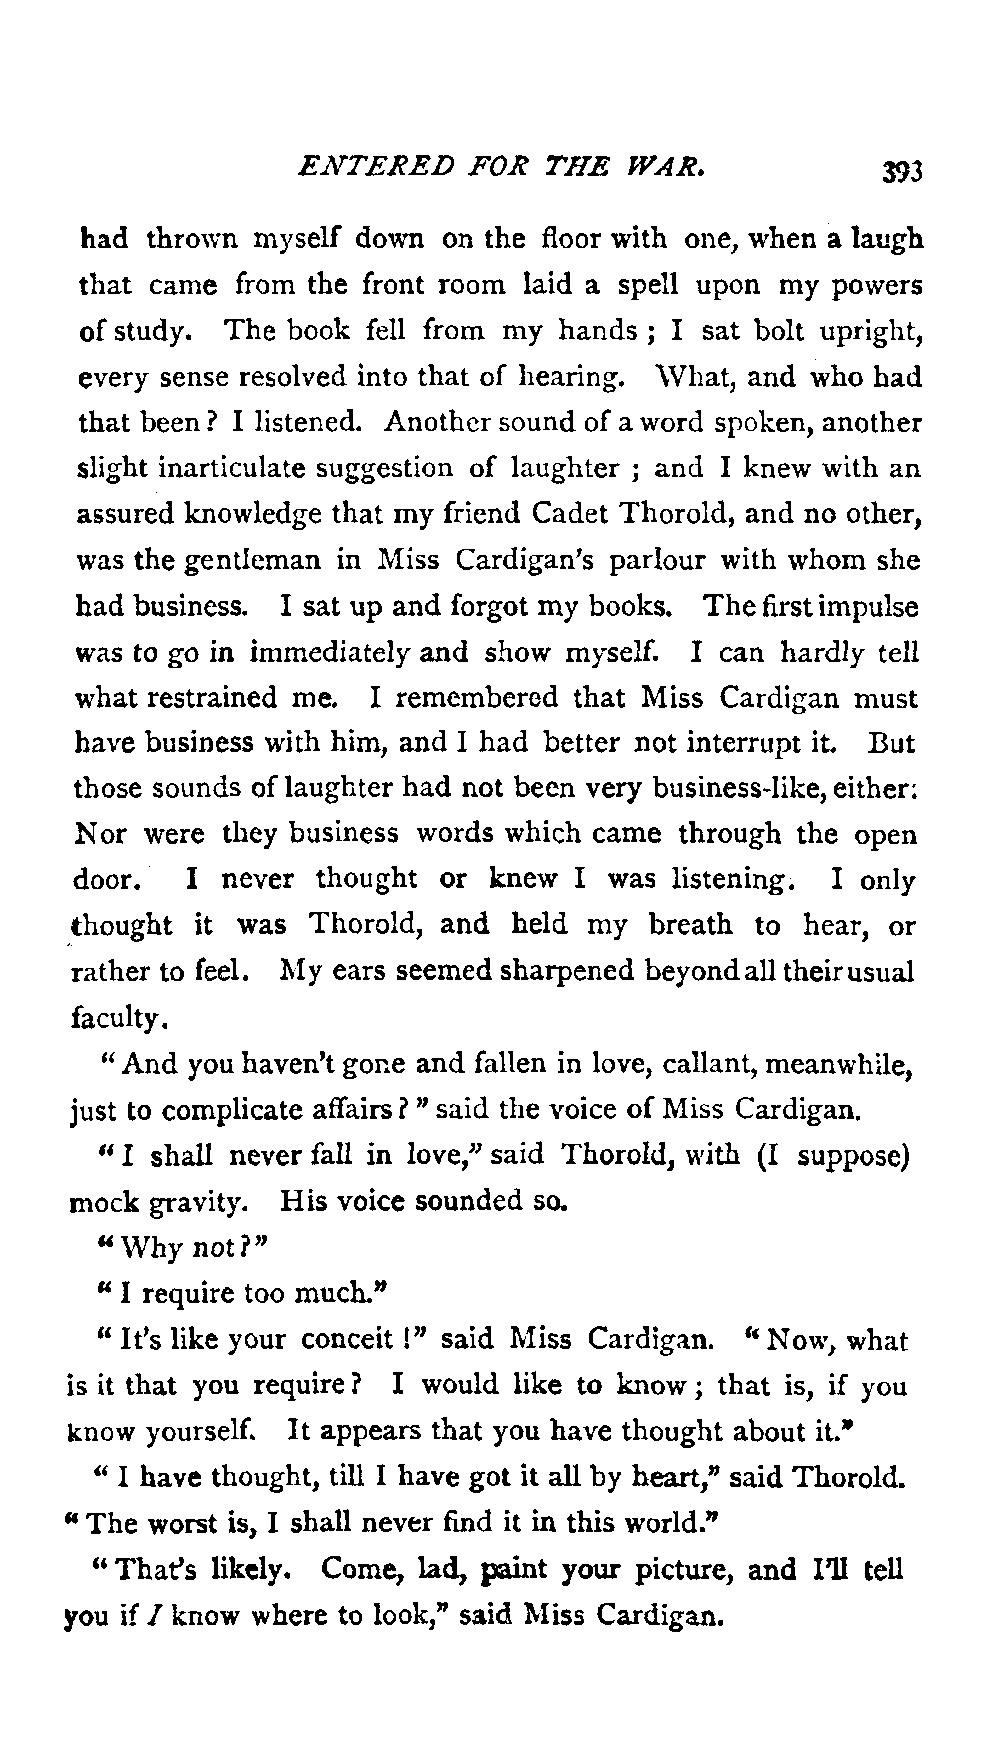 ENTERED FOR THE WAR. 393
had thrown myself down on the floor with one, when a laugh
that came from the front room laid a spell upon my powers
of study. The book fell from my hands ; I sat bolt upright,
every sense resolved into that of hearing. What, and who had
that been ? I listened. Another sound of a word spoken, another
slight inarticulate suggestion of laughter ; and I knew with an
assured knowledge that my friend Cadet Thorold, and no other,
was the gentleman in Miss Cardigan's parlour with whom she
had business. I sat up and forgot my books. The first impulse
was to go in immediately and show myself. I can hardly tell
what restrained me. I remembered that Miss Cardigan must
have business with him, and I had better not interrupt it. But
those sounds of laughter had not been very business-like, either:
Nor were they business words which came through the open
door. I never thought or knew I was listening. I only
thought it was Thorold, and held my breath to hear, or
rather to feel. My ears seemed sharpened beyond all their usual
faculty.
" And you haven't gone and fallen in love, callant, meanwhile,
just to complicate affairs ? " said the voice of Miss Cardigan.
" I shall never fall in love," said Thorold, with (I suppose)
mock gravity. His voice sounded so.
" Why not ?"
" I require too much."
" It's like your conceit !" said Miss Cardigan. " Now, what
is it that you require ? I would like to know ; that is, if you
know yourself. It appears that you have thought about it."
" I have thought, till I have got it all by heart," said Thorold.
" The worst is, I shall never find it in this world."
" That's likely. Come, lad, paint your picture, and I'll tell
you if I know where to look," said Miss Cardigan.